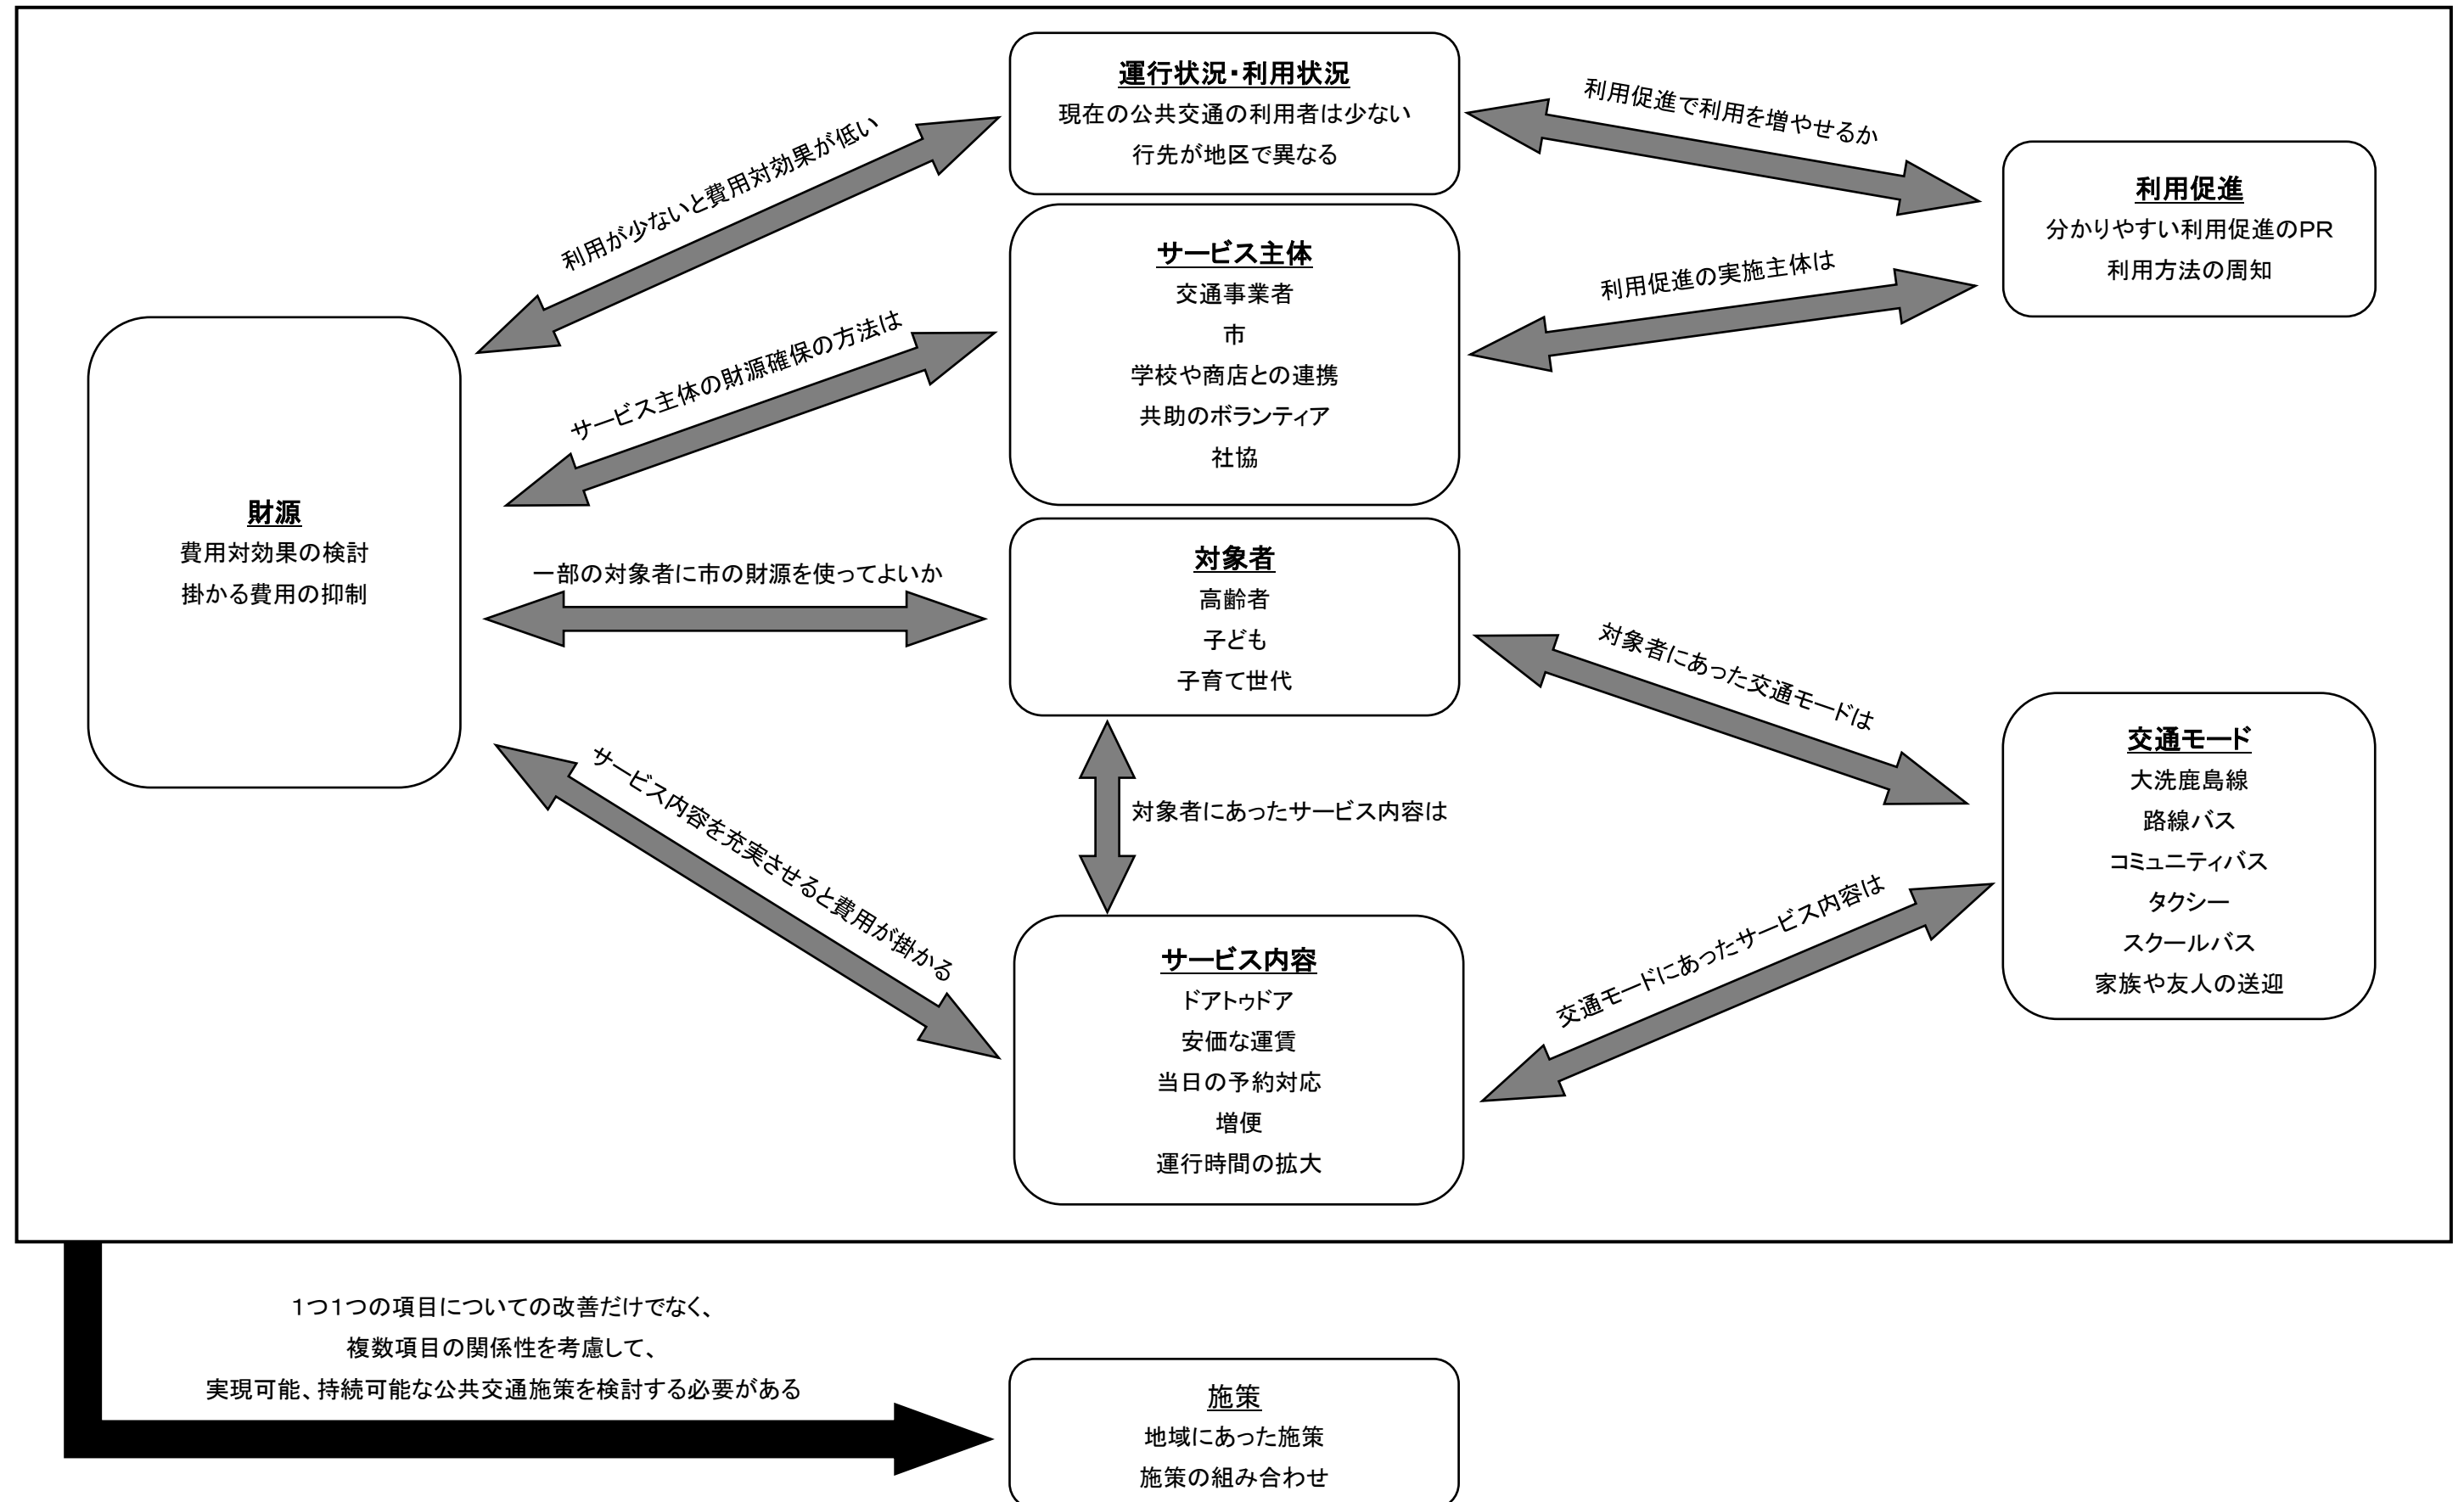 運行状況・利用状況
現在の公共交通の利用者は少ない
行先が地区で異なる
利用が少ないと費用対効果が低い
利用促進で利用を増やせるか
利用促進
分かりやすい利用促進のPR
利用方法の周知
サービス主体
交通事業者
市
学校や商店との連携
共助のボランティア
社協
サービス主体の財源確保の方法は
利用促進の実施主体は
財源
費用対効果の検討
掛かる費用の抑制
一部の対象者に市の財源を使ってよいか
対象者
高齢者
子ども
子育て世代
対象者にあった交通モードは
対象者にあったサービス内容は
交通モード
大洗鹿島線
路線バス
コミュニティバス
タクシー
スクールバス
家族や友人の送迎
サービス内容を充実させると費用が掛かる
交通モードにあったサービス内容は
サービス内容
ドアトゥドア
安価な運賃
当日の予約対応
増便
運行時間の拡大
1つ1つの項目についての改善だけでなく、
複数項目の関係性を考慮して、
実現可能、持続可能な公共交通施策を検討する必要がある
施策
地域にあった施策
施策の組み合わせ